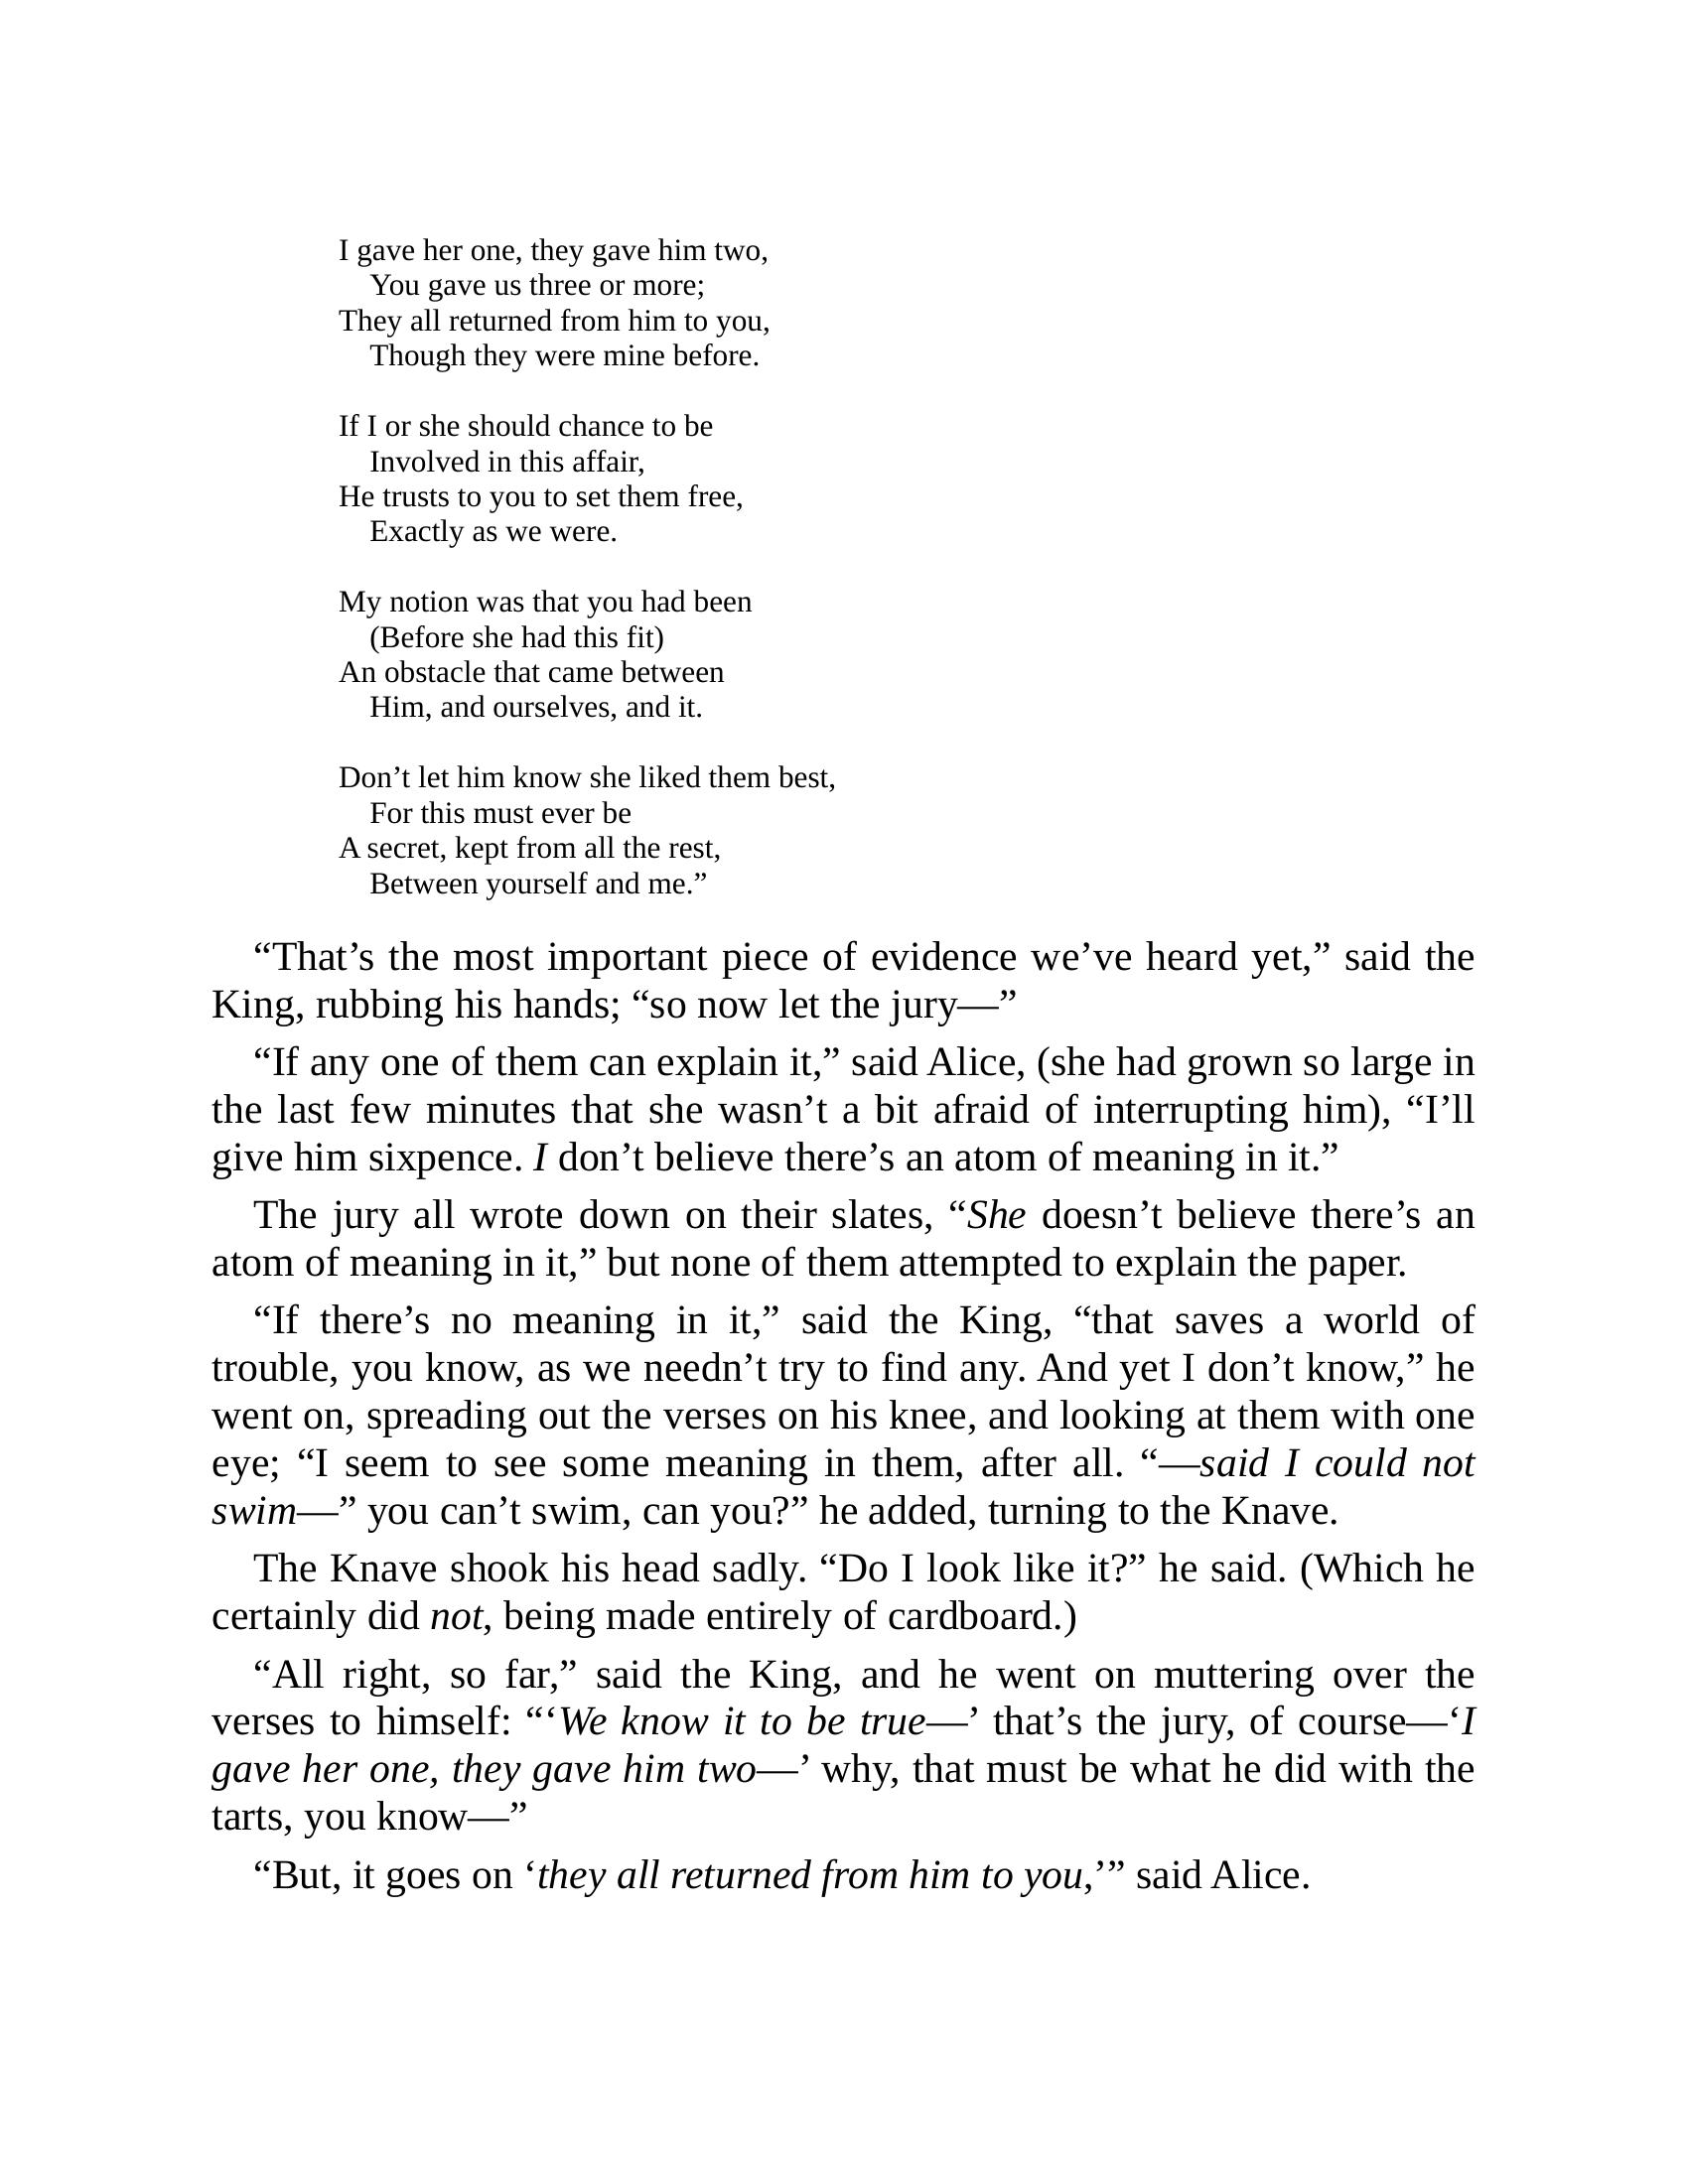 I gave her one, they gave him two,
You gave us three or more;
They all returned from him to you,
Though they were mine before.
If I or she should chance to be
Involved in this affair,
He trusts to you to set them free,
Exactly as we were.
My notion was that you had been
(Before she had this fit)
An obstacle that came between
Him, and ourselves, and it.
Don’t let him know she liked them best,
For this must ever be
A secret, kept from all the rest,
Between yourself and me.”
“That’s the most important piece of evidence we’ve heard yet,” said the
King, rubbing his hands; “so now let the jury—”
“If any one of them can explain it,” said Alice, (she had grown so large in
the last few minutes that she wasn’t a bit afraid of interrupting him), “I’ll
give him sixpence. I don’t believe there’s an atom of meaning in it.”
The jury all wrote down on their slates, “She doesn’t believe there’s an
atom of meaning in it,” but none of them attempted to explain the paper.
“If there’s no meaning in it,” said the King, “that saves a world of
trouble, you know, as we needn’t try to find any. And yet I don’t know,” he
went on, spreading out the verses on his knee, and looking at them with one
eye; “I seem to see some meaning in them, after all. “—said I could not
swim—” you can’t swim, can you?” he added, turning to the Knave.
The Knave shook his head sadly. “Do I look like it?” he said. (Which he
certainly did not, being made entirely of cardboard.)
“All right, so far,” said the King, and he went on muttering over the
verses to himself: “‘We know it to be true—’ that’s the jury, of course—‘I
gave her one, they gave him two—’ why, that must be what he did with the
tarts, you know—”
“But, it goes on ‘they all returned from him to you,’” said Alice.